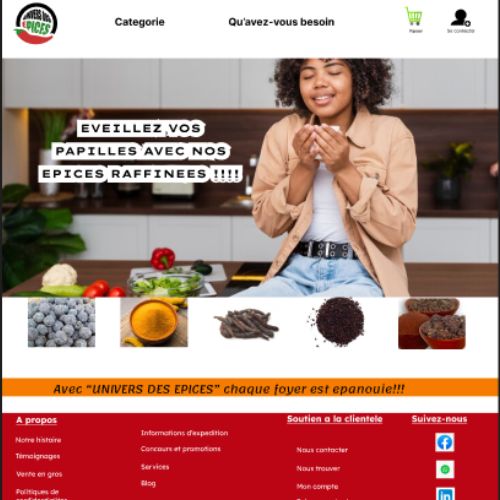 UNIVERS DES
EPICES
Categorie
Qu'avez-vous besoin
Panier
Se connecter
EVEILLEZ VOS
PAPILLES AVEC NOS
EPICES RAFFINEES !!!!
Avec “UNIVERS DES EPICES” chaque foyer est epanouie!!!
A propos
Notre histoire
Témoignages
Vente en gros
Politiques de
confidentialités
Informations d'expedition
Concours et promotions
Services
Blog
Soutien a la clientele
Nous contacter
Nous trouver
Mon compte
Suivez-nous